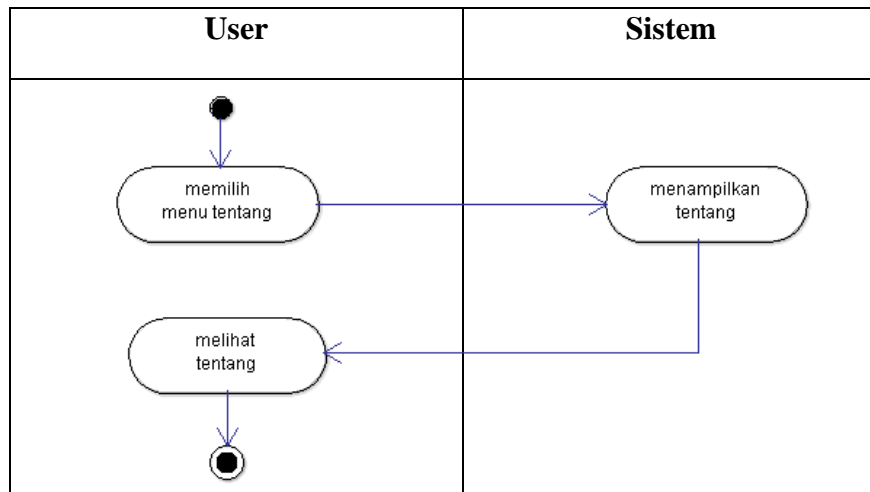 User
Sistem
memilih
menu tentang
menampilkan
tentang
melihat
tentang